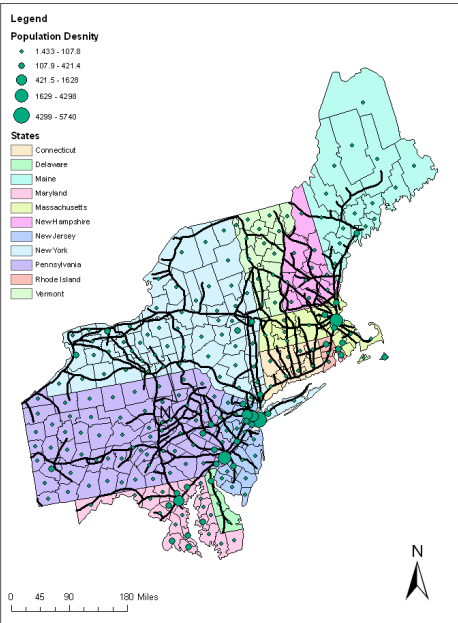 Legend
Population Desnity
1.433 - 107.8
107.9 - 421.4
421.5 - 1628
1629 - 4298
4299 - 5740
States
Connecticut
Delaware
Maine
Maryland
Massachusetts
New Hampshire
New Jersey
New York
Pennsylvania
Rhode Island
Vermont
N
N
0 45 90 180 Miles